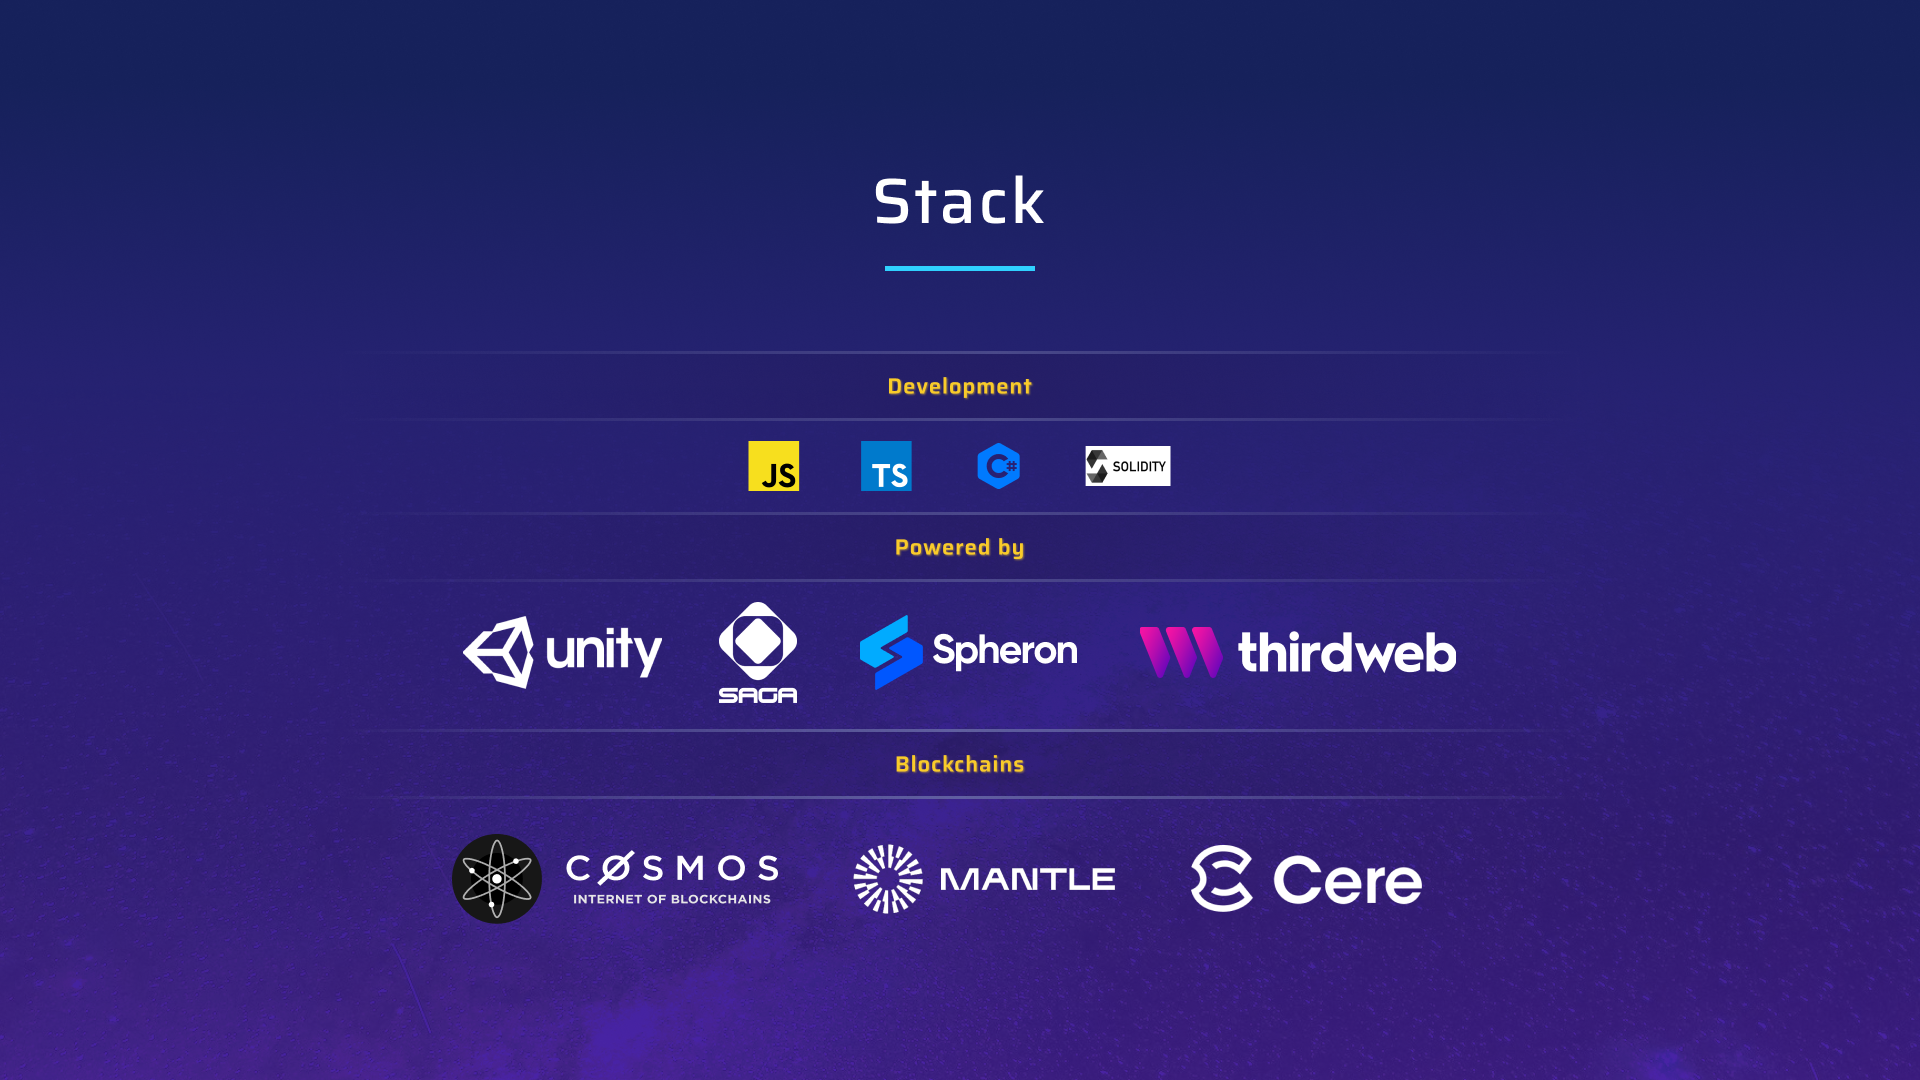 Stack
Development
JS TS C# SOLIDITY
Powered by
unity SAGA Spheron thirdweb
Blockchains
CØSMOS MANTLE Cere
INTERNET OF BLOCKCHAINS